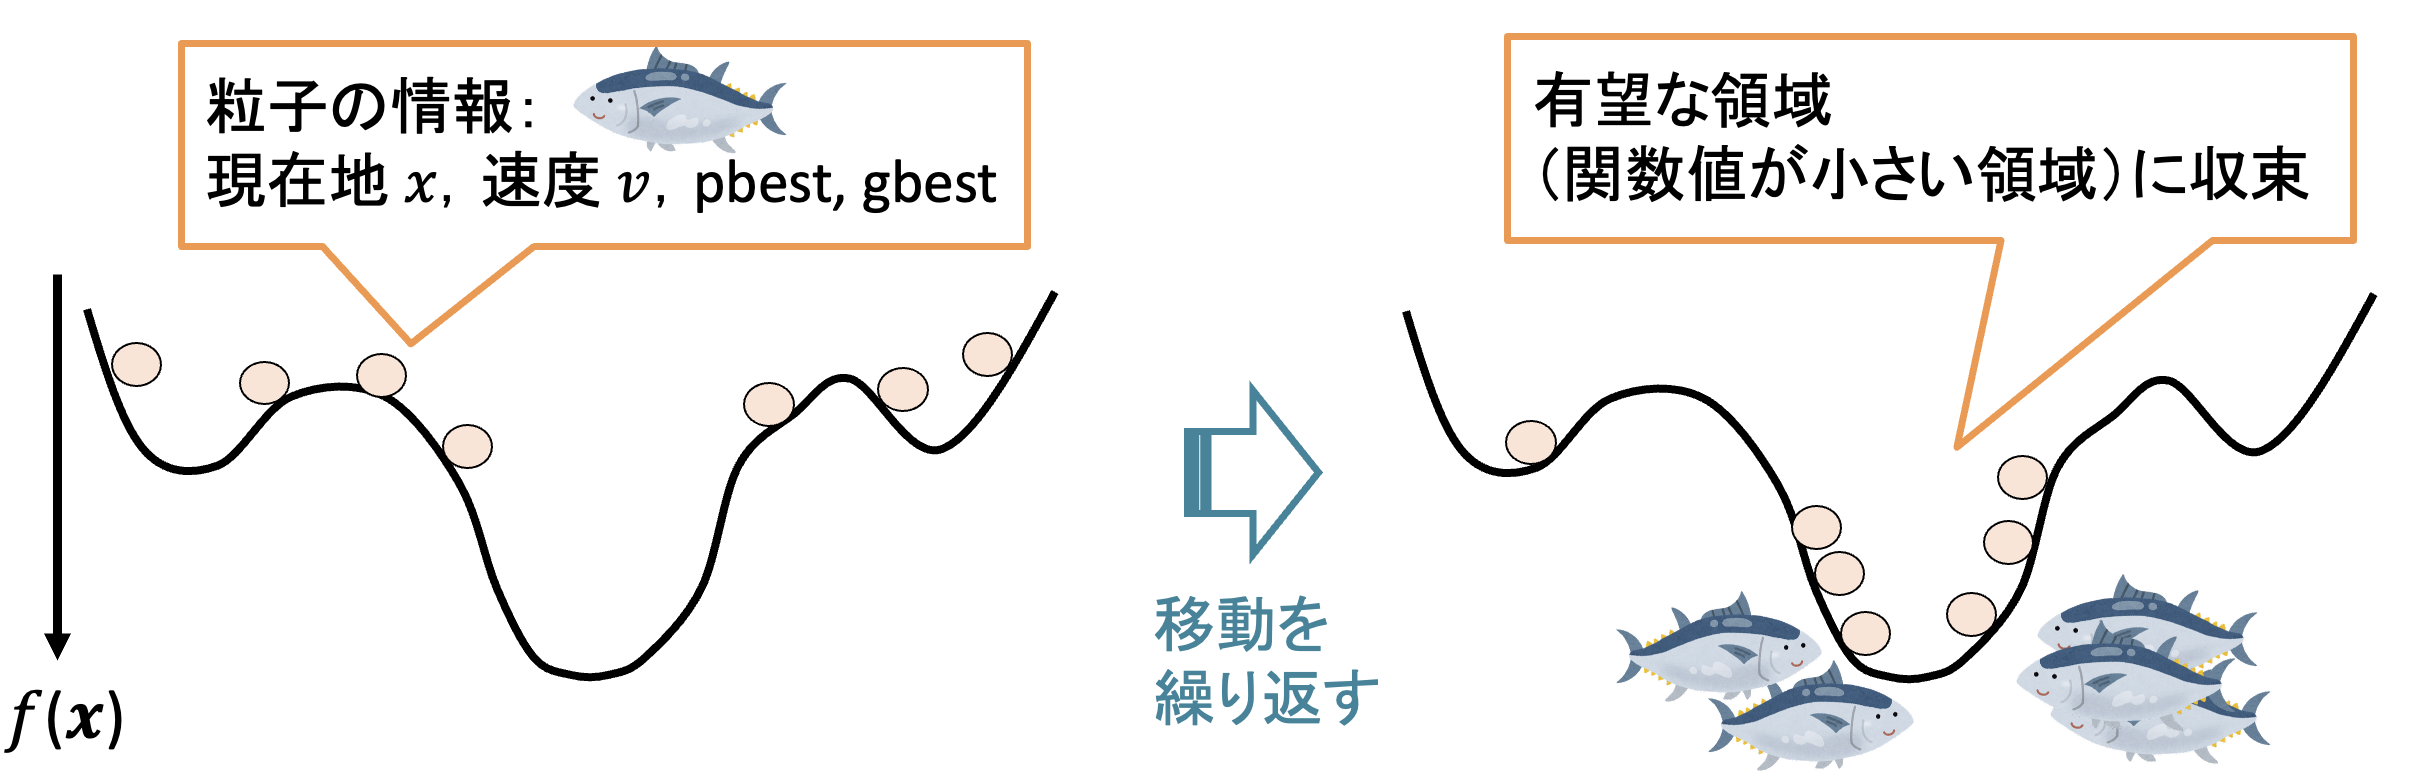 粒子の情報：
現在地 x，速度 v，pbest, gbest
f(x)
移動を
繰り返す
有望な領域
（関数値が小さい領域）に収束